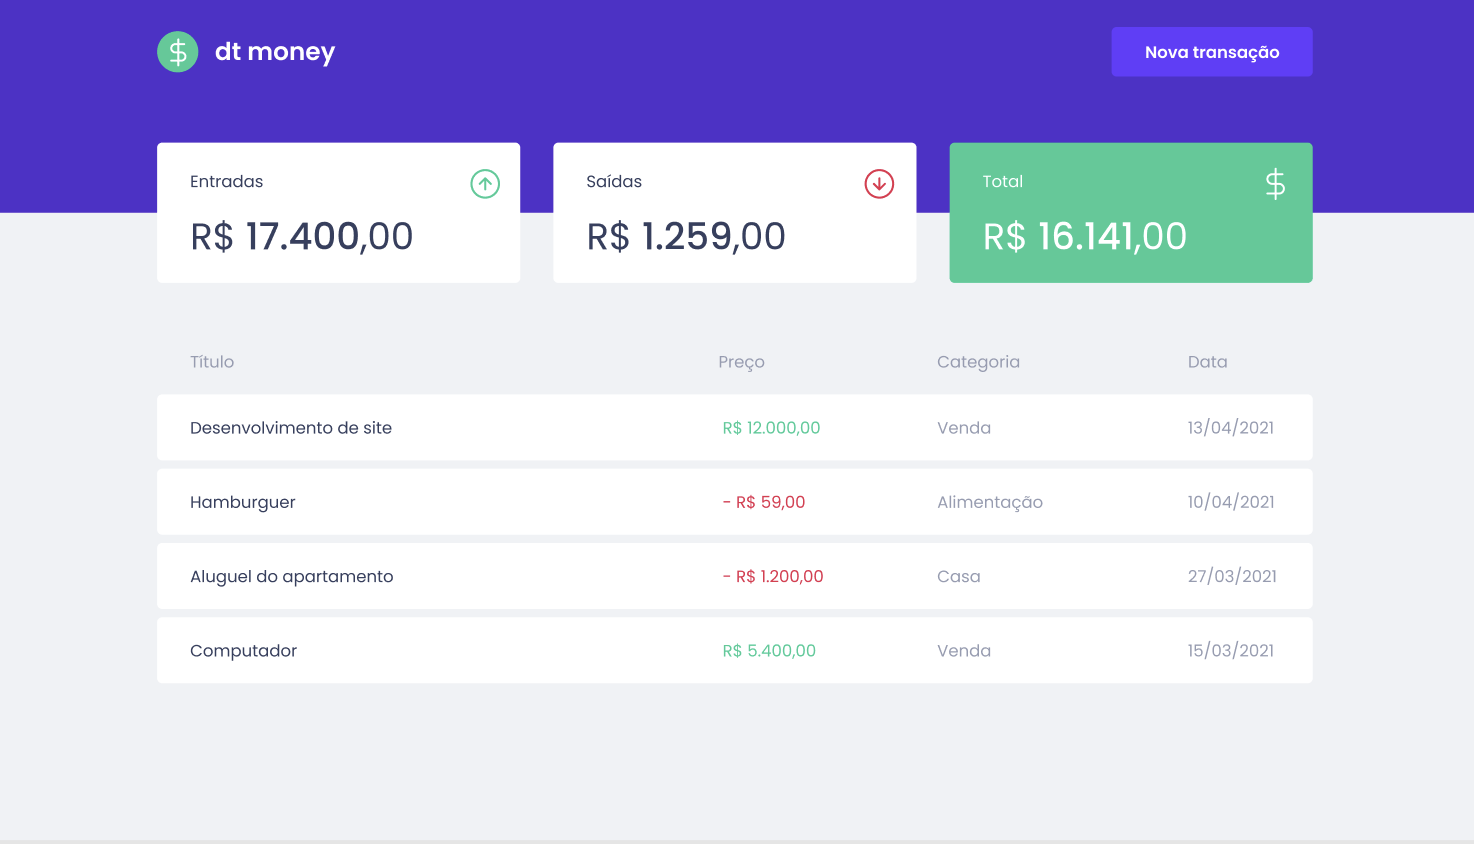 dt money
Nova transação
Entradas
R$ 17.400,00
Saídas
R$ 1.259,00
Total
R$ 16.141,00
Título Preço Categoria Data
Desenvolvimento de site R$ 12.000,00 Venda 13/04/2021
Hamburguer - R$ 59,00 Alimentação 10/04/2021
Aluguel do apartamento - R$ 1.200,00 Casa 27/03/2021
Computador R$ 5.400,00 Venda 15/03/2021